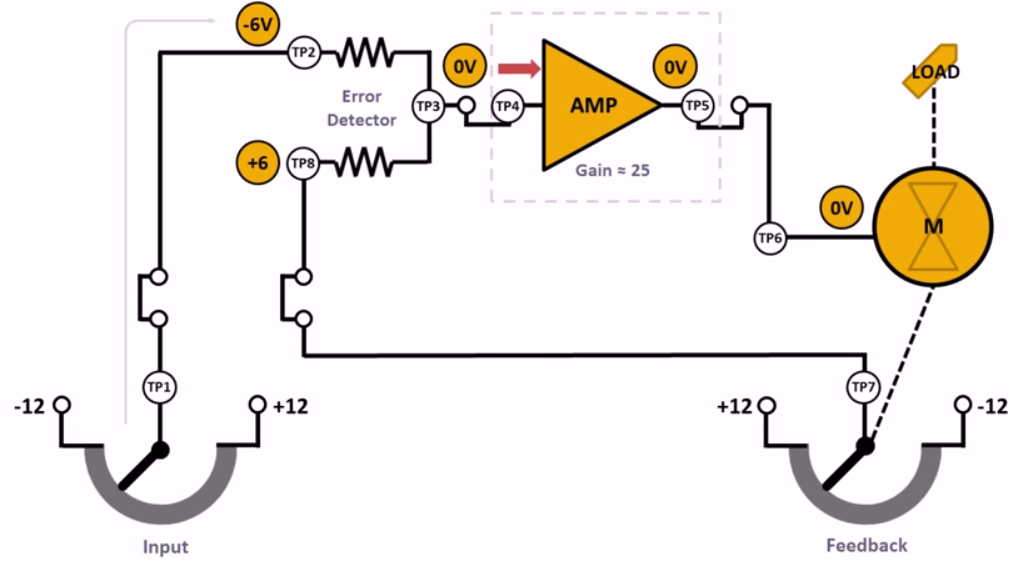 -6V
TP2
0V
0V
LOAD
Error
Detector
TP3
TP4
AMP
TP5
+6
TP8
Gain ≈ 25
0V
M
TP6
TP1
TP7
-12
+12
+12
-12
Input
Feedback